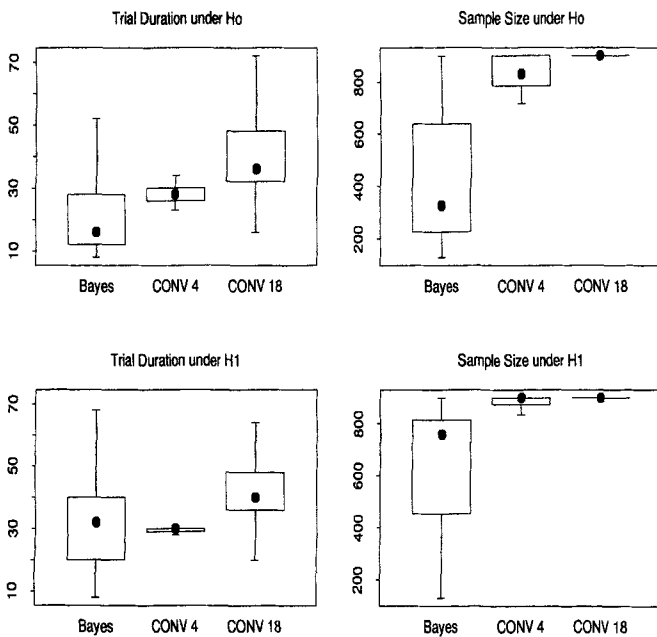 Trial Duration under Ho
Sample Size under Ho
70
50
30
10
800
600
400
200
Bayes CONV 4 CONV 18
Bayes CONV 4 CONV 18
Trial Duration under H1
Sample Size under H1
70
50
30
10
800
600
400
200
Bayes CONV 4 CONV 18
Bayes CONV 4 CONV 18